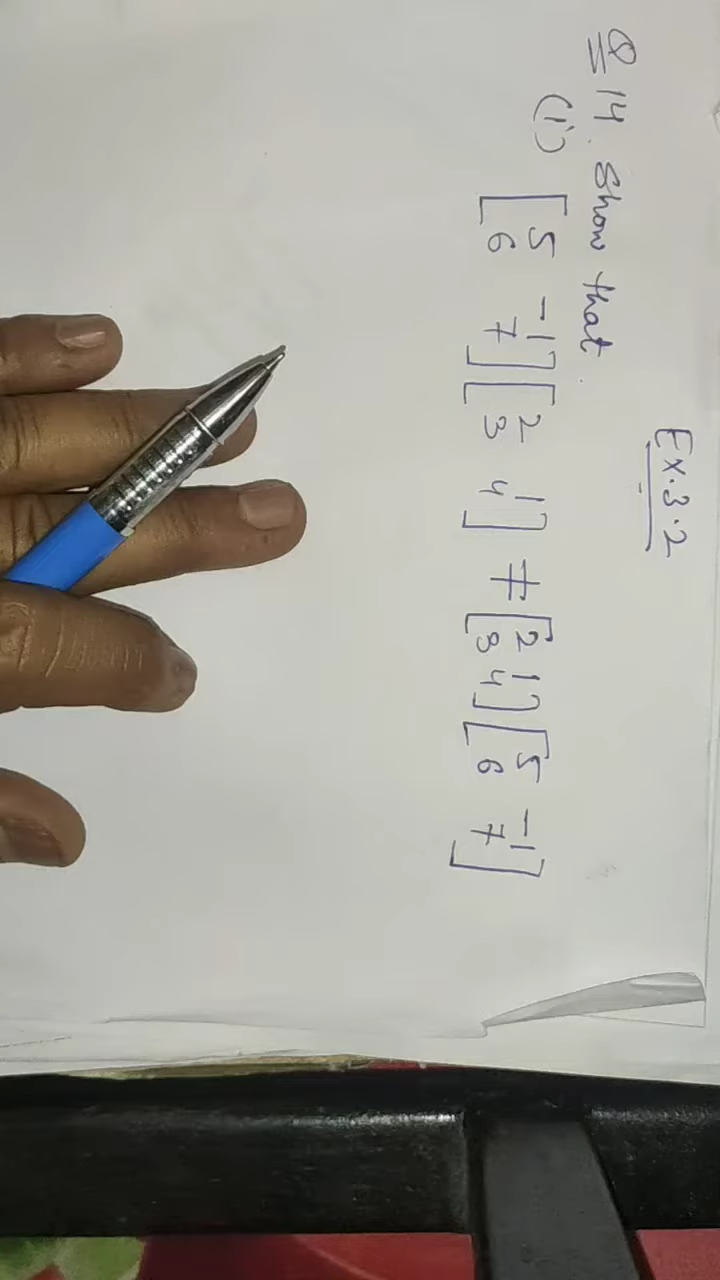 Ex.3.2
Q 14. Show that
(i) [5 -1] [2 1] ≠ [2 1] [5 -1]
[6 7] [3 4] [3 4] [6 7]